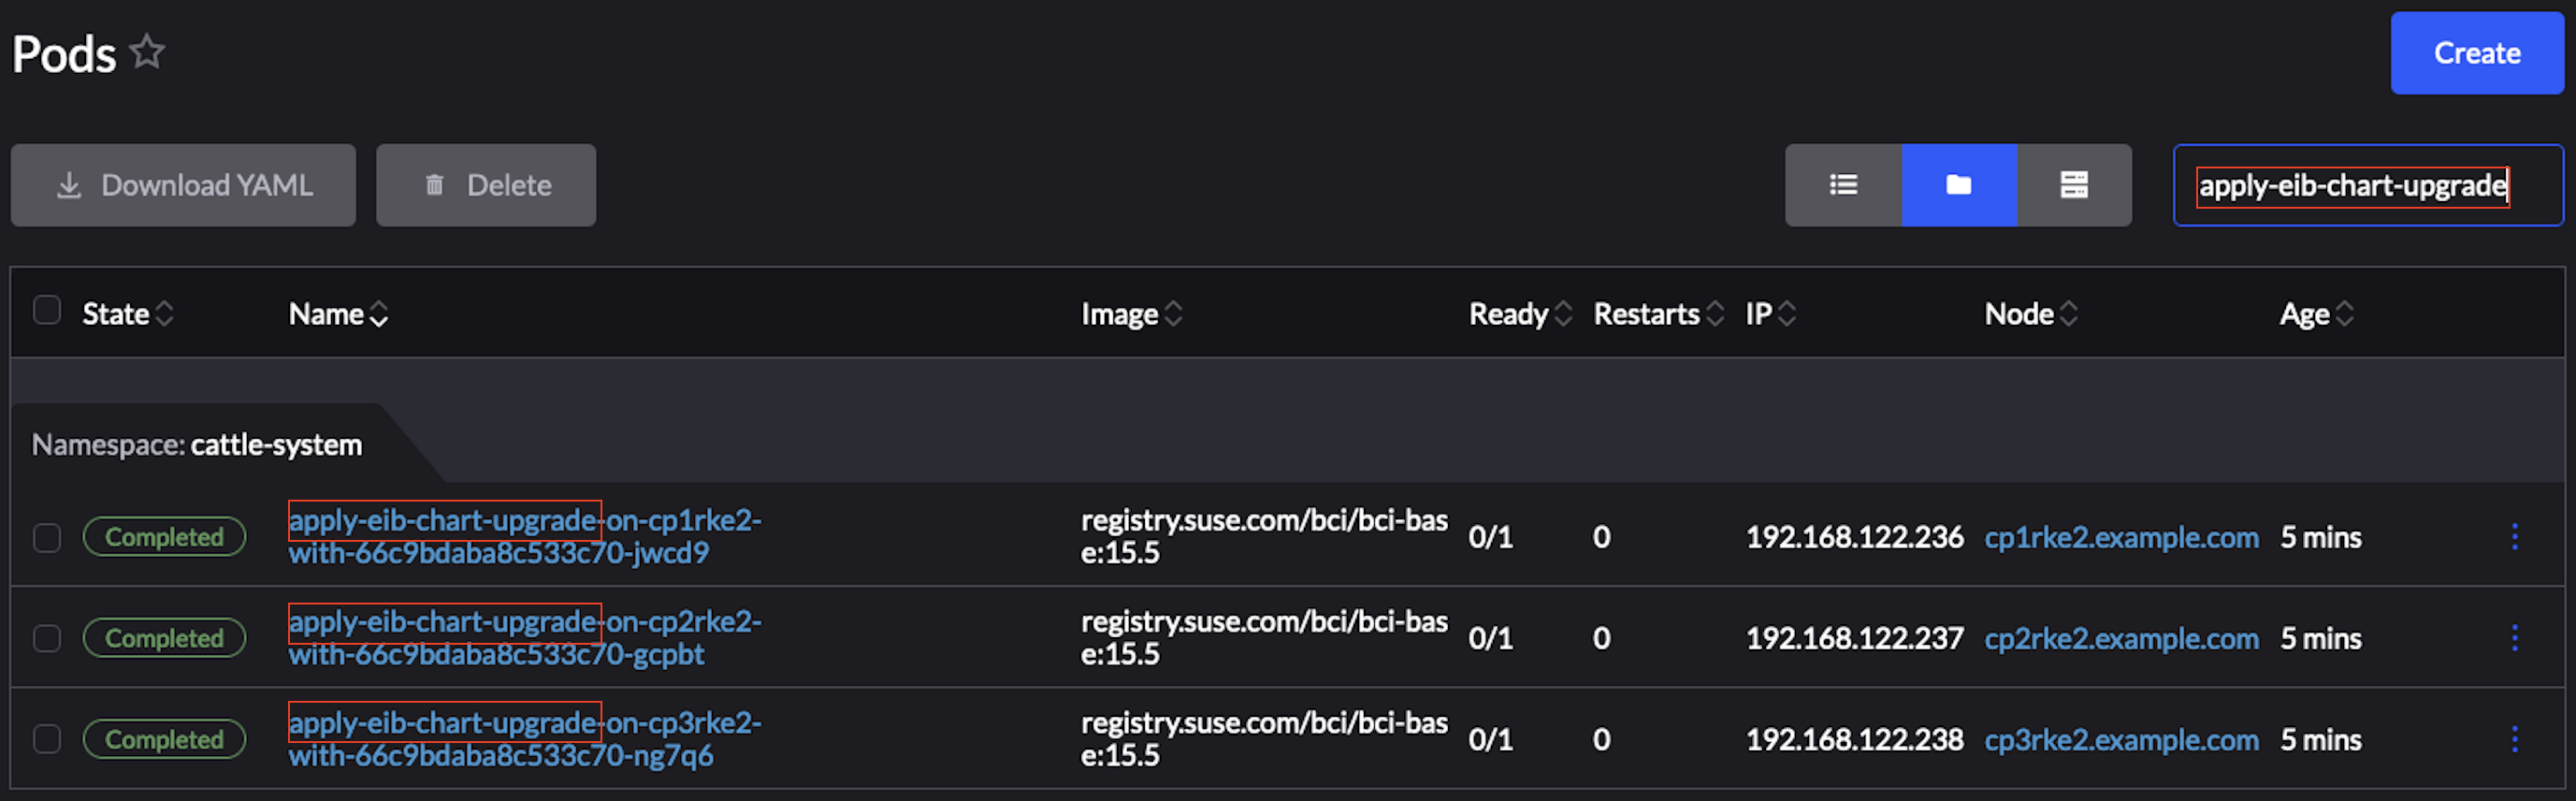 Pods
Create
Download YAML Delete apply-eib-chart-upgrade
State Name Image Ready Restarts IP Node Age
Namespace: cattle-system
Completed apply-eib-chart-upgrade-on-cp1rke2-with-66c9bdaba8c533c70-jwcd9 registry.suse.com/bci/bci-base:15.5 0/1 0 192.168.122.236 cp1rke2.example.com 5 mins
Completed apply-eib-chart-upgrade-on-cp2rke2-with-66c9bdaba8c533c70-gcpbt registry.suse.com/bci/bci-base:15.5 0/1 0 192.168.122.237 cp2rke2.example.com 5 mins
Completed apply-eib-chart-upgrade-on-cp3rke2-with-66c9bdaba8c533c70-ng7q6 registry.suse.com/bci/bci-base:15.5 0/1 0 192.168.122.238 cp3rke2.example.com 5 mins